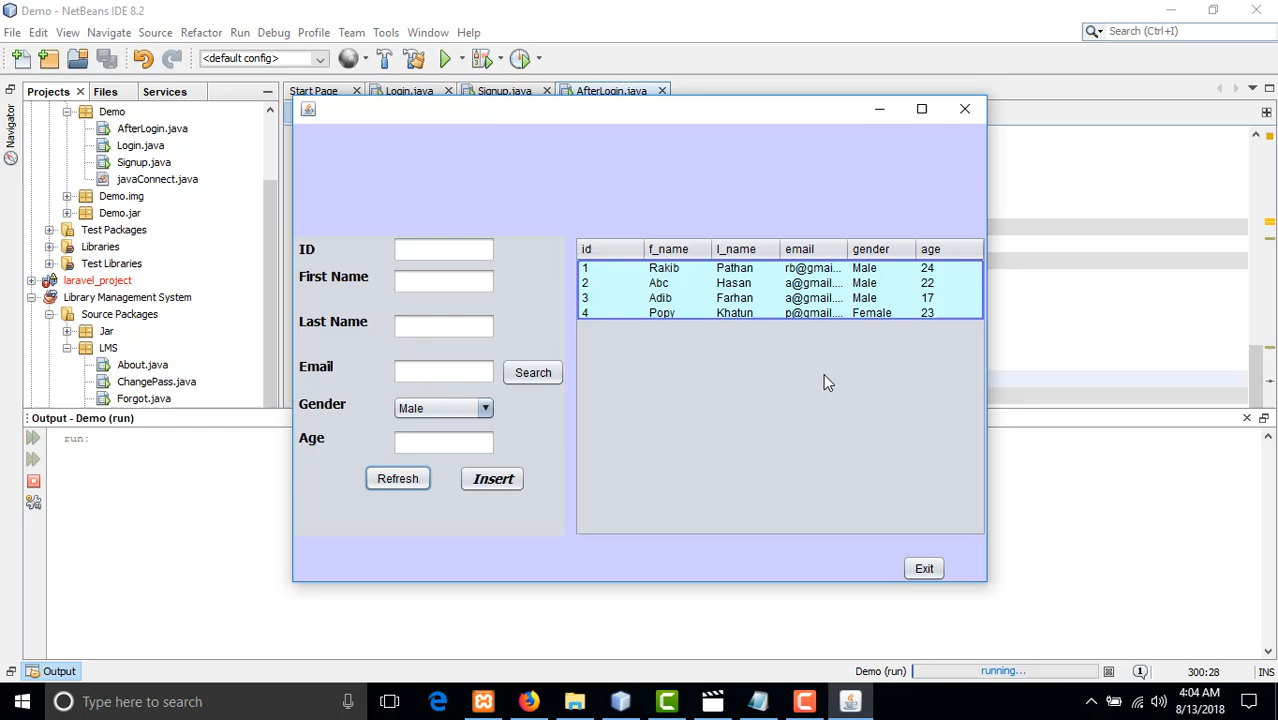 Demo - NetBeans IDE 8.2
File Edit View Navigate Source Refactor Run Debug Profile Team Tools Window Help
Search (Ctrl+I)
<default config>
Projects Files Services
Start Page Login.java Signup.java AfterLogin.java
Navigator
Demo
AfterLogin.java
Login.java
Signup.java
javaConnect.java
Demo.img
Demo.jar
Test Packages
Libraries
Test Libraries
laravel_project
Library Management System
Source Packages
Jar
LMS
About.java
ChangePass.java
Forgot.java
ID
First Name
Last Name
Email
Search
Gender
Male
Age
Refresh
Insert
id f_name l_name email gender age
1 Rakib Pathan rb@gmai... Male 24
2 Abc Hasan a@gmail.... Male 22
3 Adib Farhan a@gmail.... Male 17
4 Popy Khatun p@gmail.... Female 23
Exit
Output - Demo (run)
run:
Output
Demo (run) running... 300:28 INS
Type here to search
4:04 AM
8/13/2018